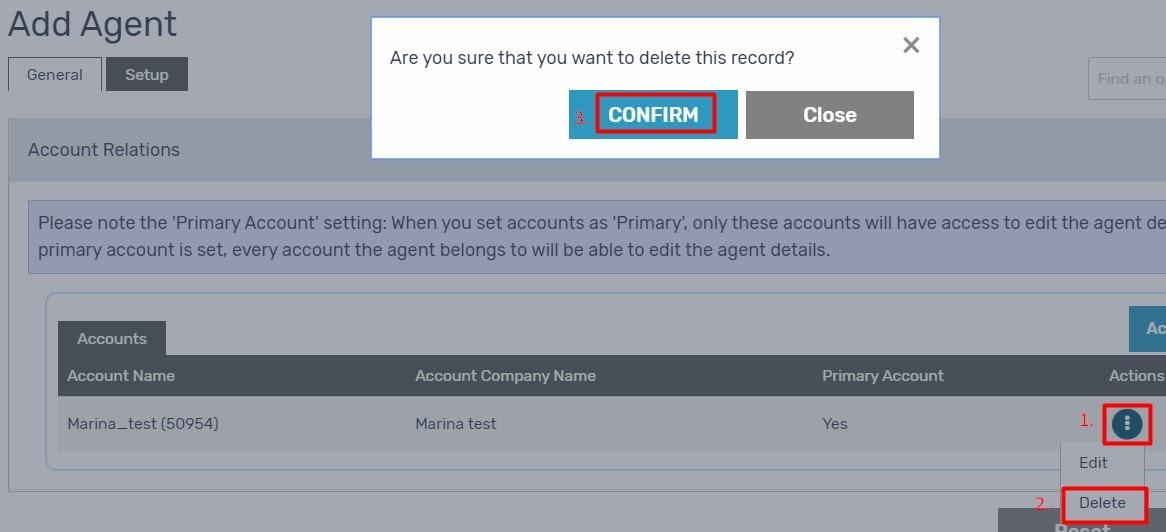 Add Agent
General
Setup
Are you sure that you want to delete this record?
3. CONFIRM
Close
Find an o
Account Relations
Please note the 'Primary Account' setting: When you set accounts as 'Primary', only these accounts will have access to edit the agent de
primary account is set, every account the agent belongs to will be able to edit the agent details.
Ac
Accounts
Account Name Account Company Name Primary Account Actions
Marina_test (50954) Marina test Yes 1.
Edit
2. Delete
Reset